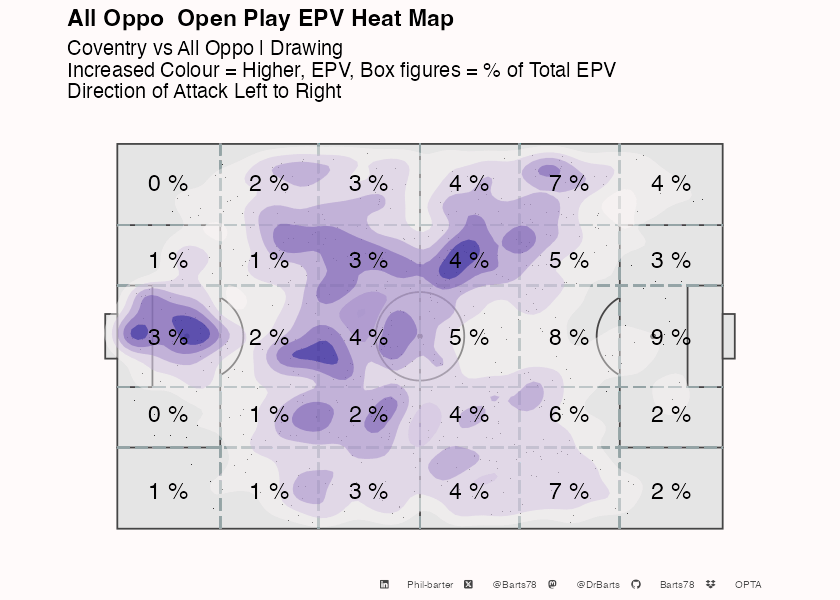 All Oppo  Open Play EPV Heat Map
Coventry vs All Oppo | Drawing
Increased Colour = Higher, EPV, Box figures = % of Total EPV
Direction of Attack Left to Right
0 % 2 % 3 % 4 % 7 % 4 %
1 % 1 % 3 % 4 % 5 % 3 %
3 % 2 % 4 % 5 % 8 % 9 %
0 % 1 % 2 % 4 % 6 % 2 %
1 % 1 % 3 % 4 % 7 % 2 %
Phil-barter @Barts78 @DrBarts Barts78 OPTA